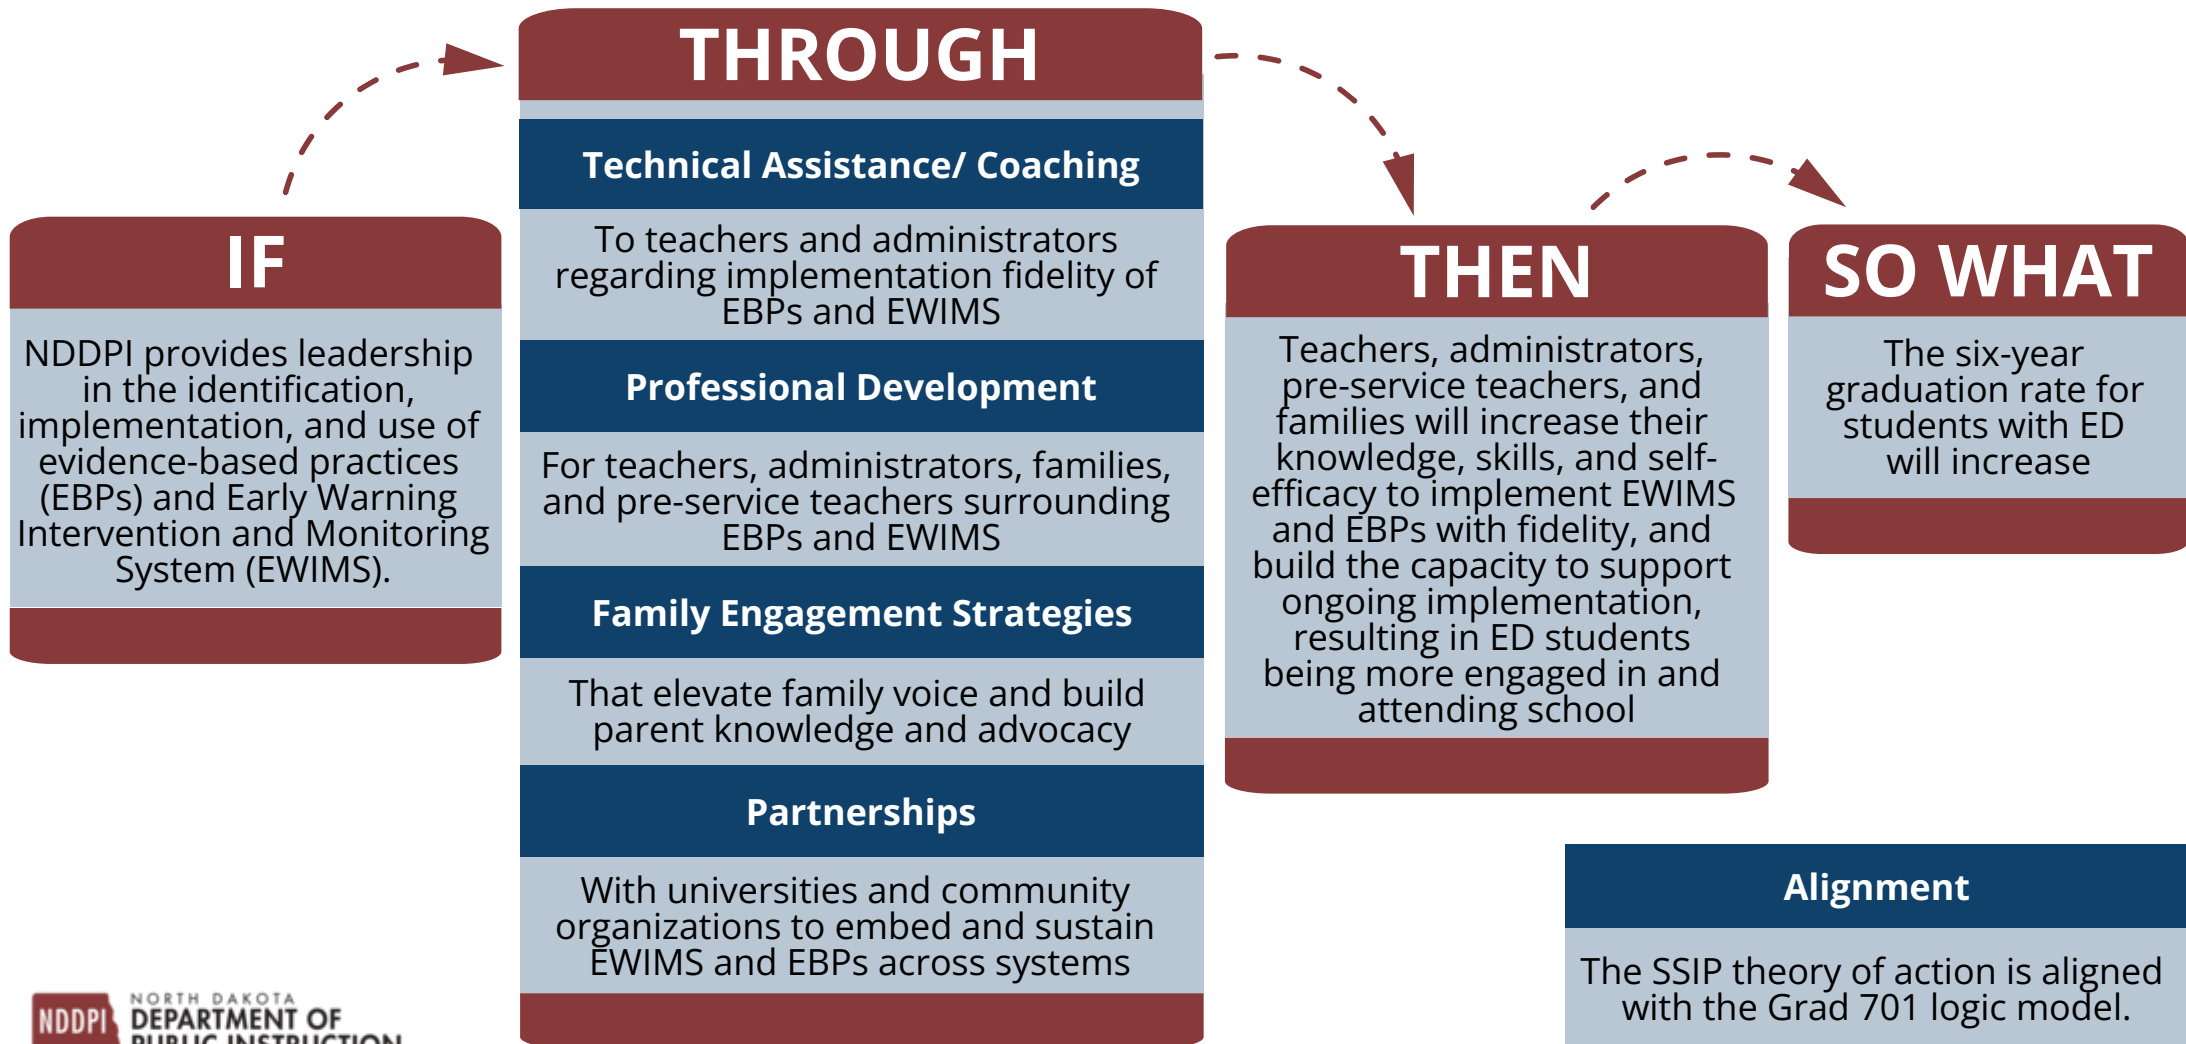 IF
NDDPI provides leadership
in the identification,
implementation, and use of
evidence-based practices
(EBPs) and Early Warning
Intervention and Monitoring
System (EWIMS).
THROUGH
Technical Assistance/ Coaching
To teachers and administrators
regarding implementation fidelity of
EBPs and EWIMS
Professional Development
For teachers, administrators, families,
and pre-service teachers surrounding
EBPs and EWIMS
Family Engagement Strategies
That elevate family voice and build
parent knowledge and advocacy
Partnerships
With universities and community
organizations to embed and sustain
EWIMS and EBPs across systems
THEN
Teachers, administrators,
pre-service teachers, and
families will increase their
knowledge, skills, and self-
efficacy to implement EWIMS
and EBPs with fidelity, and
build the capacity to support
ongoing implementation,
resulting in ED students
being more engaged in and
attending school
SO WHAT
The six-year
graduation rate for
students with ED
will increase
Alignment
The SSIP theory of action is aligned
with the Grad 701 logic model.
NDDPI
NORTH DAKOTA
DEPARTMENT OF
PUBLIC INSTRUCTION